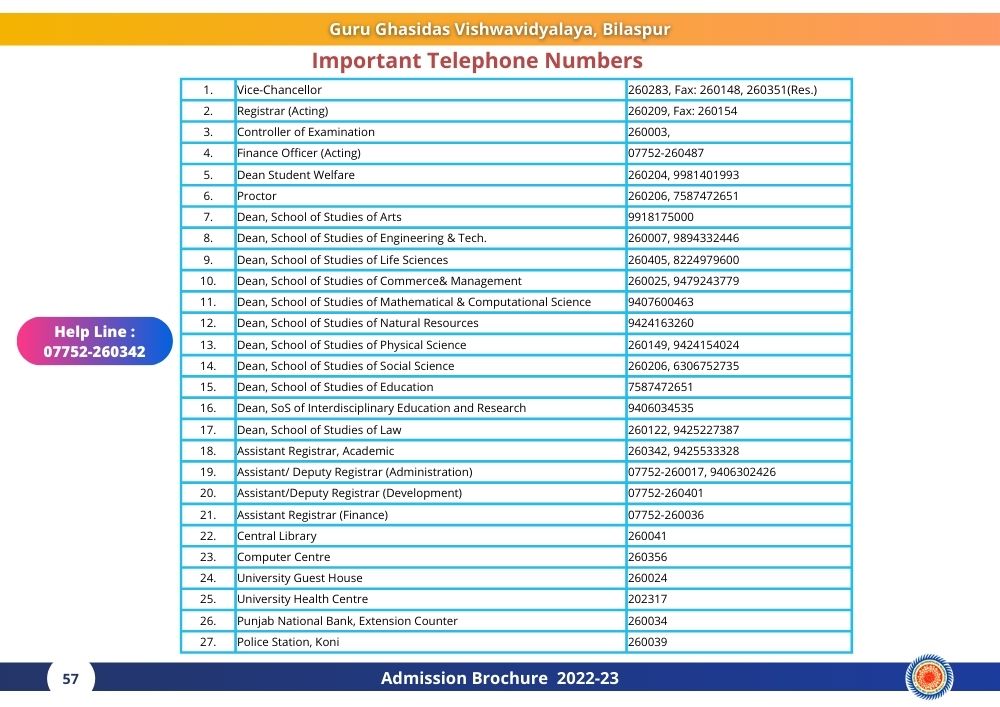 Guru Ghasidas Vishwavidyalaya, Bilaspur
Important Telephone Numbers
1. Vice-Chancellor 260283, Fax: 260148, 260351(Res.)
2. Registrar (Acting) 260209, Fax: 260154
3. Controller of Examination 260003,
4. Finance Officer (Acting) 07752-260487
5. Dean Student Welfare 260204, 9981401993
6. Proctor 260206, 7587472651
7. Dean, School of Studies of Arts 9918175000
8. Dean, School of Studies of Engineering & Tech. 260007, 9894332446
9. Dean, School of Studies of Life Sciences 260405, 8224979600
10. Dean, School of Studies of Commerce& Management 260025, 9479243779
11. Dean, School of Studies of Mathematical & Computational Science 9407600463
12. Dean, School of Studies of Natural Resources 9424163260
13. Dean, School of Studies of Physical Science 260149, 9424154024
14. Dean, School of Studies of Social Science 260206, 6306752735
15. Dean, School of Studies of Education 7587472651
16. Dean, SoS of Interdisciplinary Education and Research 9406034535
17. Dean, School of Studies of Law 260122, 9425227387
18. Assistant Registrar, Academic 260342, 9425533328
19. Assistant/ Deputy Registrar (Administration) 07752-260017, 9406302426
20. Assistant/Deputy Registrar (Development) 07752-260401
21. Assistant Registrar (Finance) 07752-260036
22. Central Library 260041
23. Computer Centre 260356
24. University Guest House 260024
25. University Health Centre 202317
26. Punjab National Bank, Extension Counter 260034
27. Police Station, Koni 260039
Help Line :
07752-260342
57
Admission Brochure 2022-23